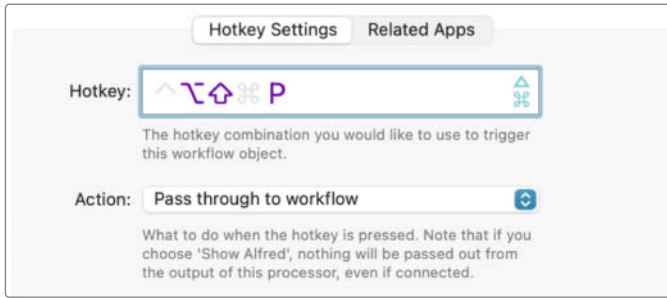 Hotkey Settings Related Apps
Hotkey: ⌃⌥⇧⌘ P
The hotkey combination you would like to use to trigger
this workflow object.
Action: Pass through to workflow
What to do when the hotkey is pressed. Note that if you
choose 'Show Alfred', nothing will be passed out from
the output of this processor, even if connected.